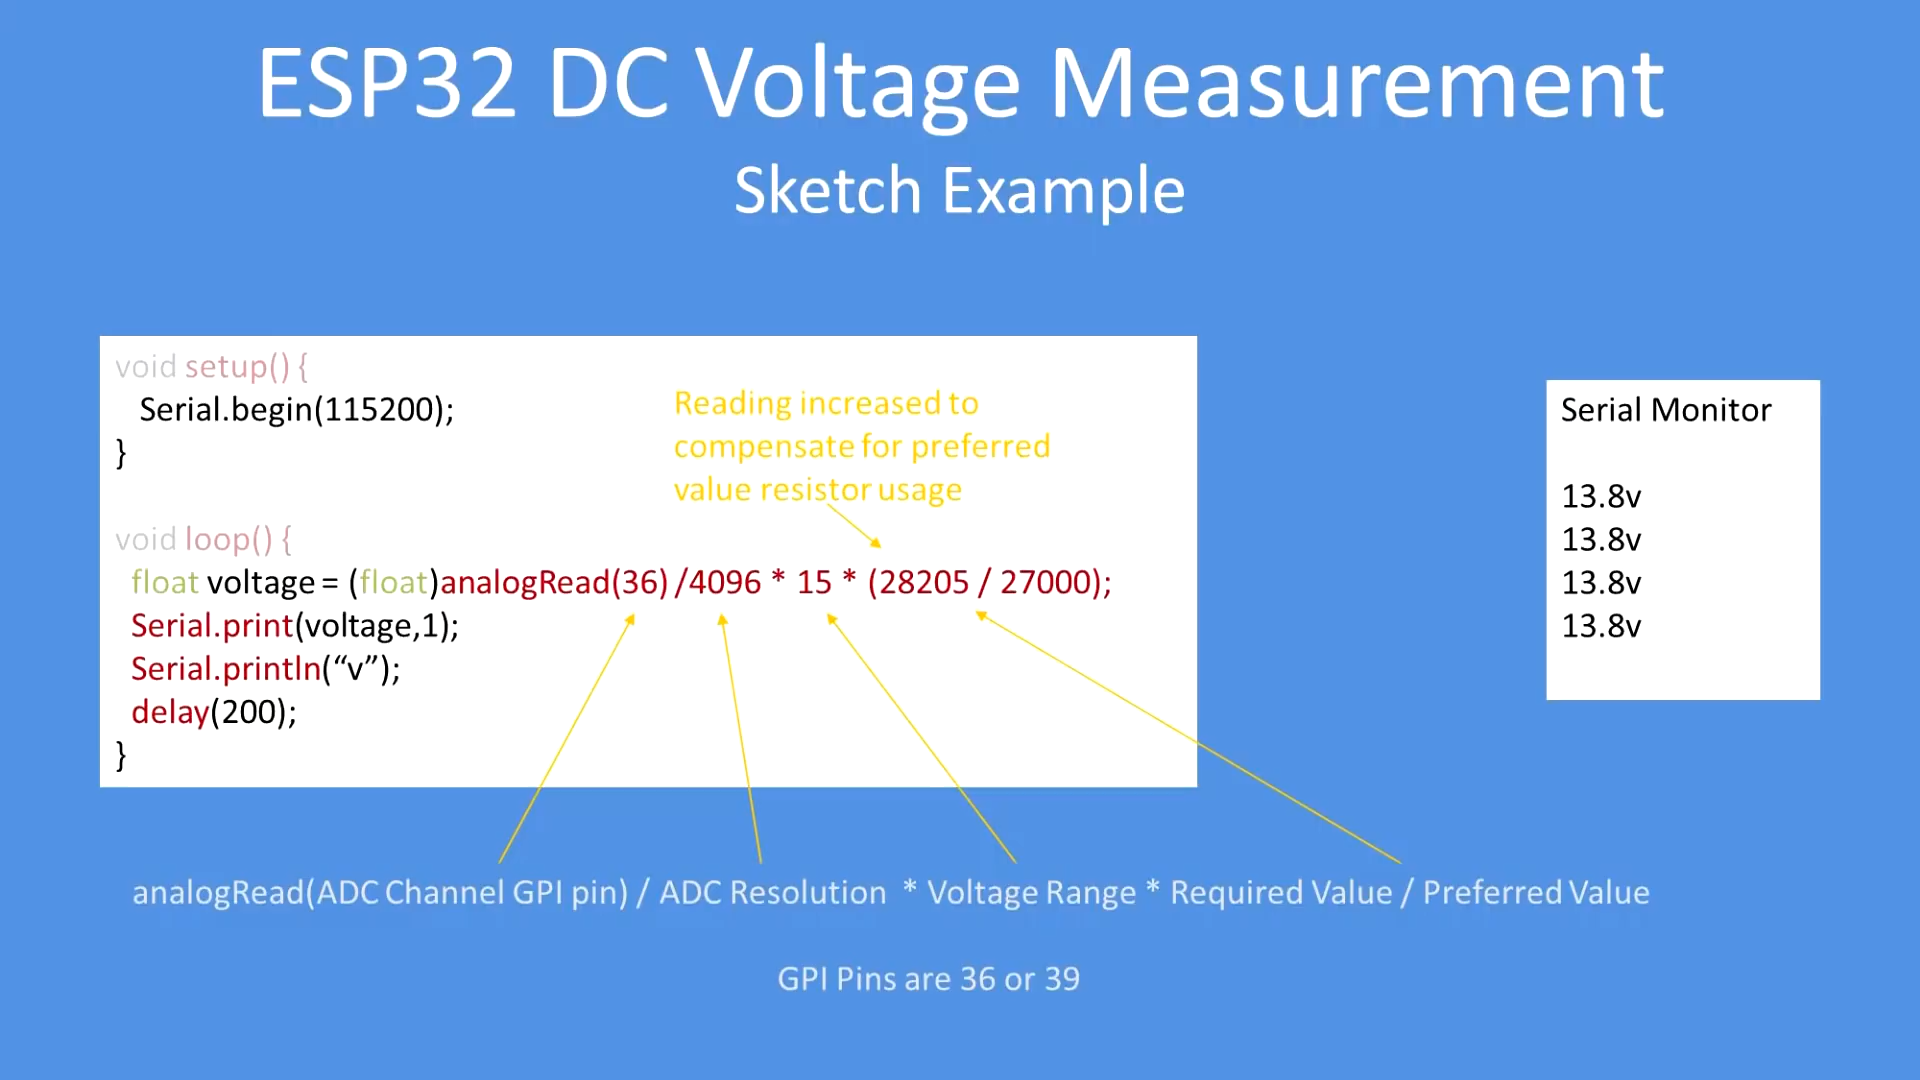 ESP32 DC Voltage Measurement
Sketch Example
void setup() {
Serial.begin(115200);
}
Reading increased to
compensate for preferred
value resistor usage
void loop() {
float voltage = (float)analogRead(36) /4096 * 15 * (28205 / 27000);
Serial.print(voltage,1);
Serial.println(“v”);
delay(200);
}
Serial Monitor
13.8v
13.8v
13.8v
13.8v
analogRead(ADC Channel GPI pin) / ADC Resolution * Voltage Range * Required Value / Preferred Value
GPI Pins are 36 or 39